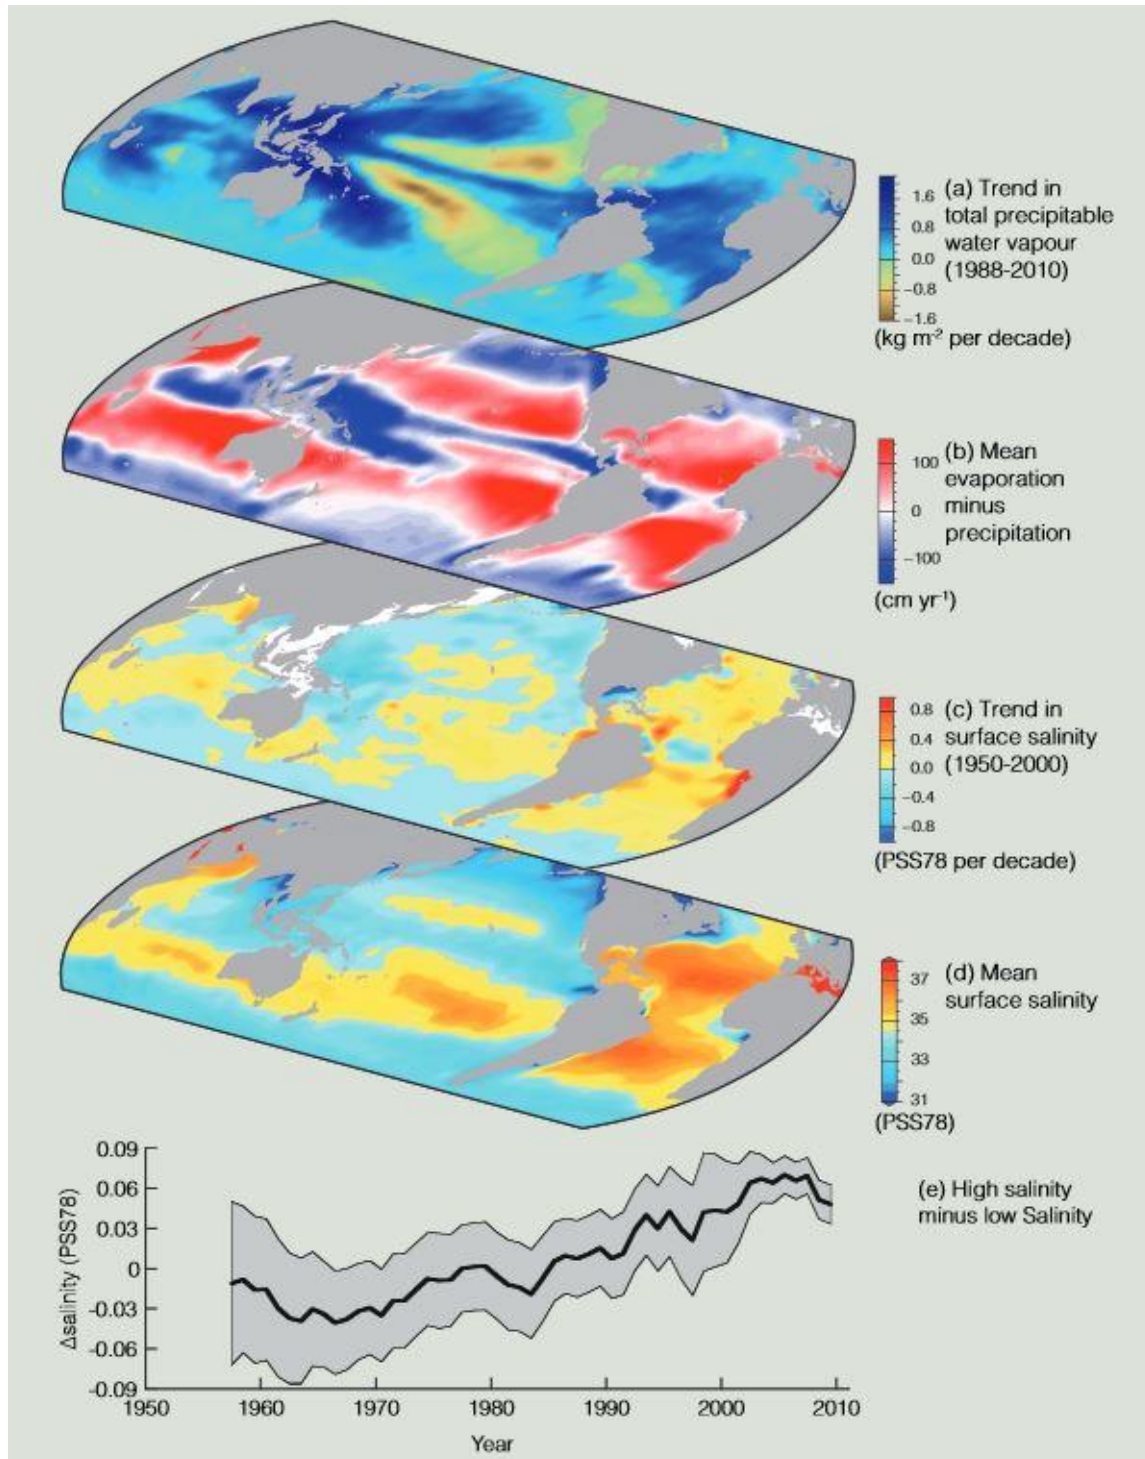 1.6
0.8
0.0
−0.8
−1.6
(kg m-2 per decade)
(a) Trend in
total precipitable
water vapour
(1988-2010)
100
0
−100
(cm yr-1)
(b) Mean
evaporation
minus
precipitation
0.8
0.4
0.0
−0.4
−0.8
(PSS78 per decade)
(c) Trend in
surface salinity
(1950-2000)
37
35
33
31
(PSS78)
(d) Mean
surface salinity
0.09
0.06
0.03
0
-0.03
-0.06
-0.09
Δsalinity (PSS78)
1950 1960 1970 1980 1990 2000 2010
Year
(e) High salinity
minus low Salinity